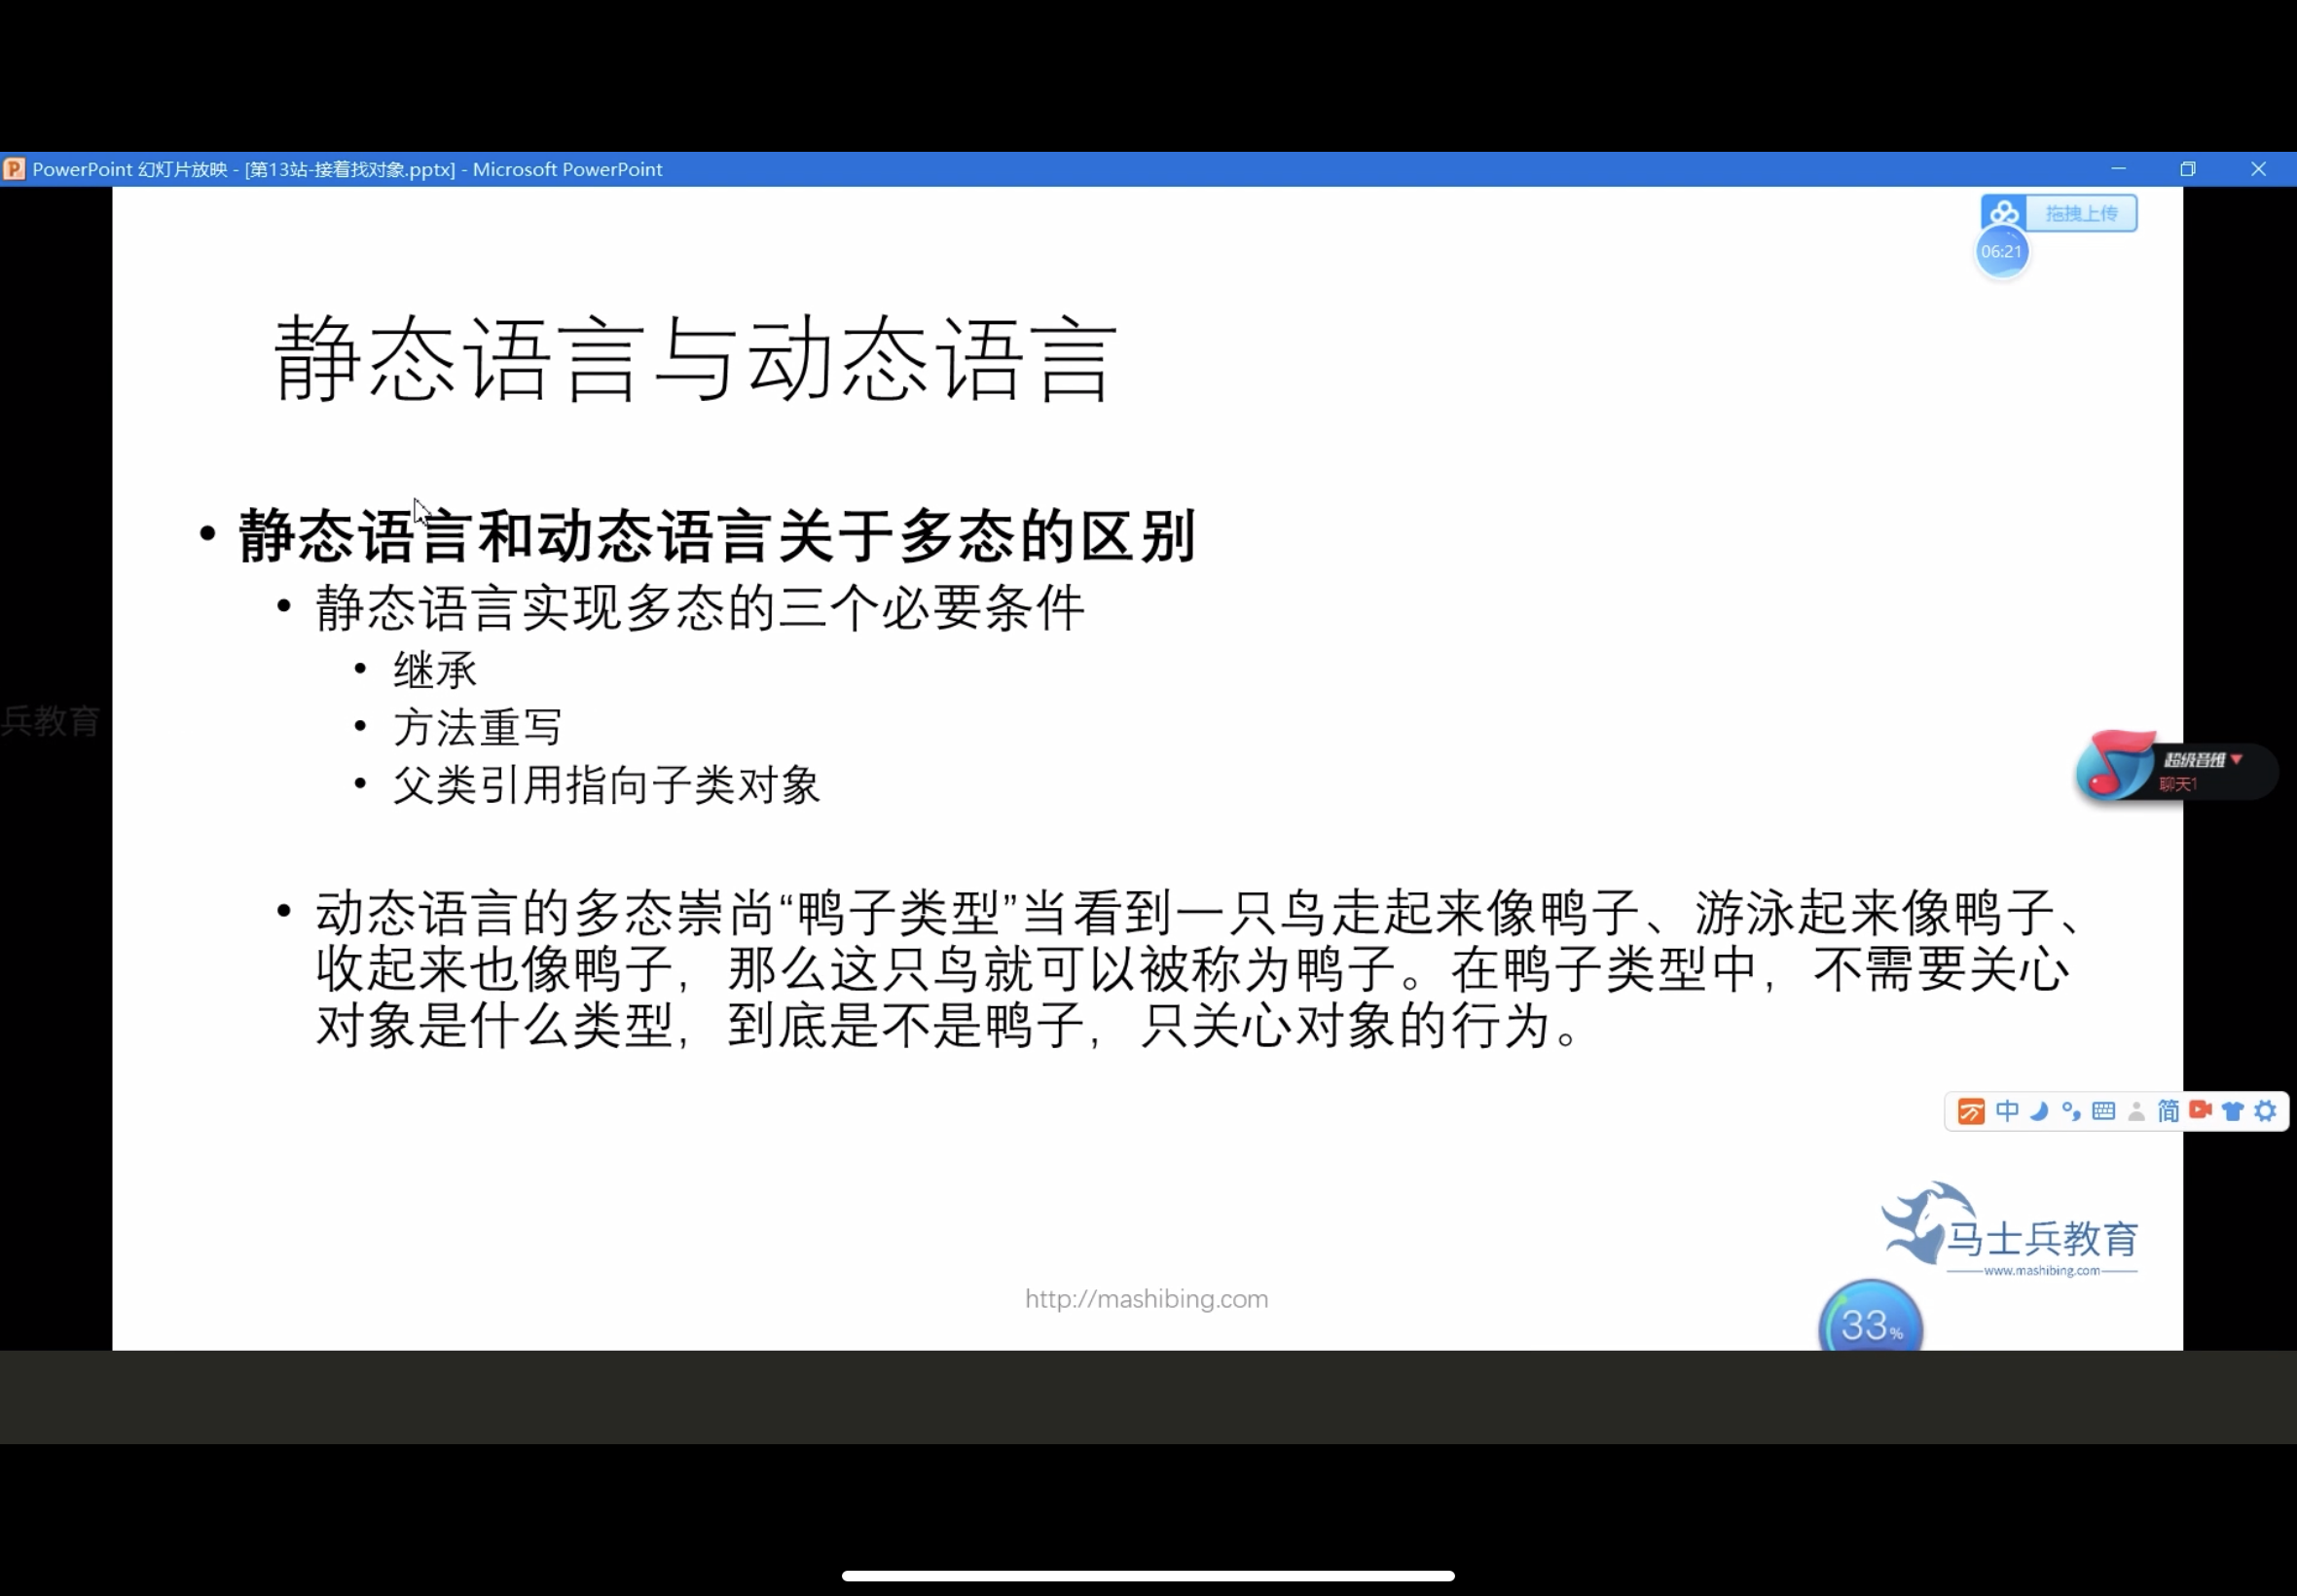 PowerPoint 幻灯片放映 - [第13站-接着找对象.pptx] - Microsoft PowerPoint
拖拽上传
06:21
静态语言与动态语言
• 静态语言和动态语言关于多态的区别
• 静态语言实现多态的三个必要条件
• 继承
• 方法重写
• 父类引用指向子类对象
兵教育
超级音雄
聊天1
• 动态语言的多态崇尚“鸭子类型”当看到一只鸟走起来像鸭子、游泳起来像鸭子、
收起来也像鸭子，那么这只鸟就可以被称为鸭子。在鸭子类型中，不需要关心
对象是什么类型，到底是不是鸭子，只关心对象的行为。
中 简
马士兵教育
www.mashibing.com
http://mashibing.com
33%